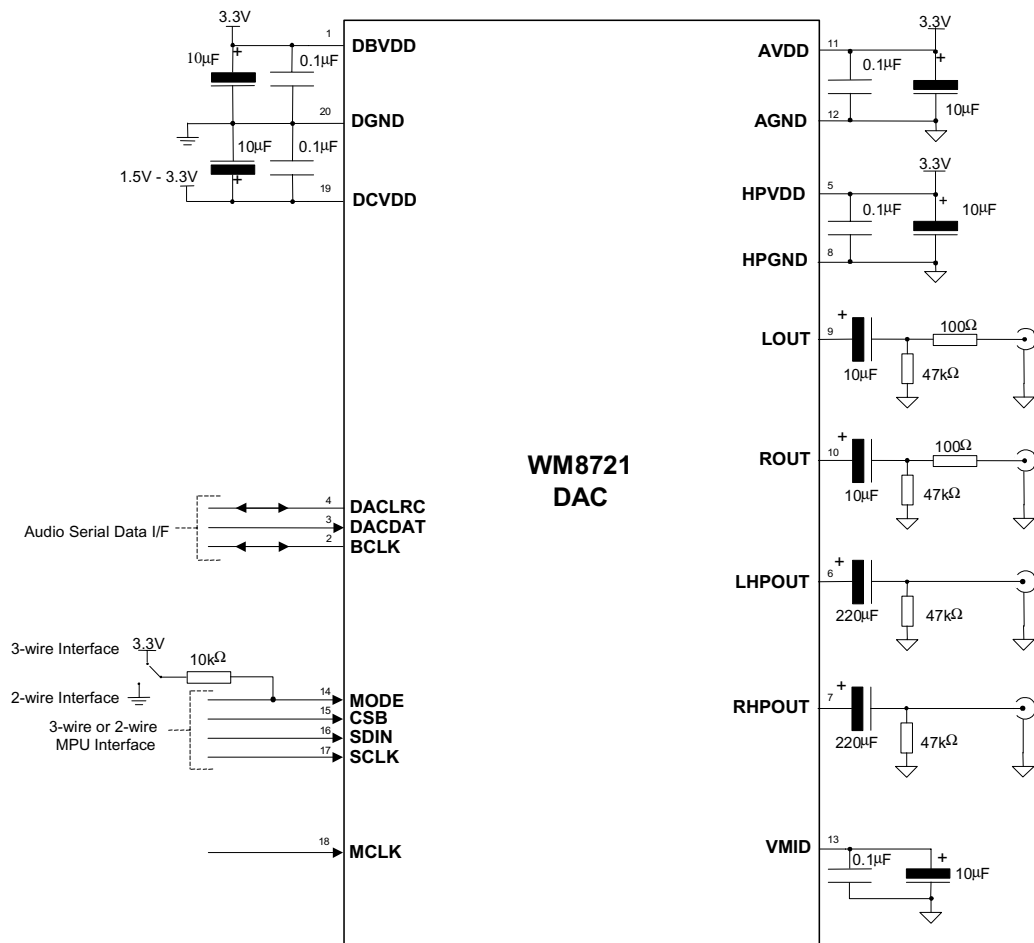 3.3V
1
DBVDD
10μF
+
0.1μF
20
DGND
10μF
0.1μF
+
1.5V - 3.3V
19
DCVDD
3.3V
11
AVDD
0.1μF
+
10μF
12
AGND
3.3V
5
HPVDD
0.1μF
+
10μF
8
HPGND
LOUT
9
+
10μF
100Ω
47kΩ
ROUT
10
+
10μF
100Ω
47kΩ
WM8721
DAC
Audio Serial Data I/F
4
DACLRC
3
DACDAT
2
BCLK
LHPOUT
6
+
220μF
47kΩ
3-wire Interface
3.3V
10kΩ
2-wire Interface
3-wire or 2-wire
MPU Interface
14
MODE
15
CSB
16
SDIN
17
SCLK
RHPOUT
7
+
220μF
47kΩ
18
MCLK
VMID
13
0.1μF
+
10μF